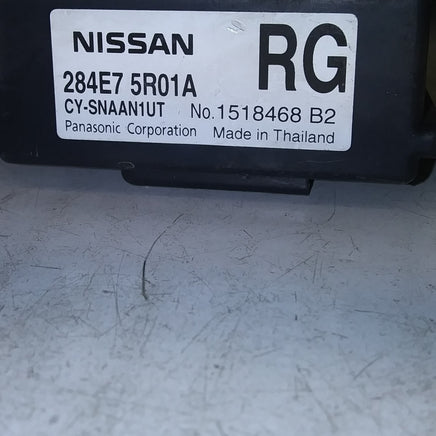 NISSAN RG
284E7 5R01A
CY-SNAAN1UT No.1518468 B2
Panasonic Corporation Made in Thailand